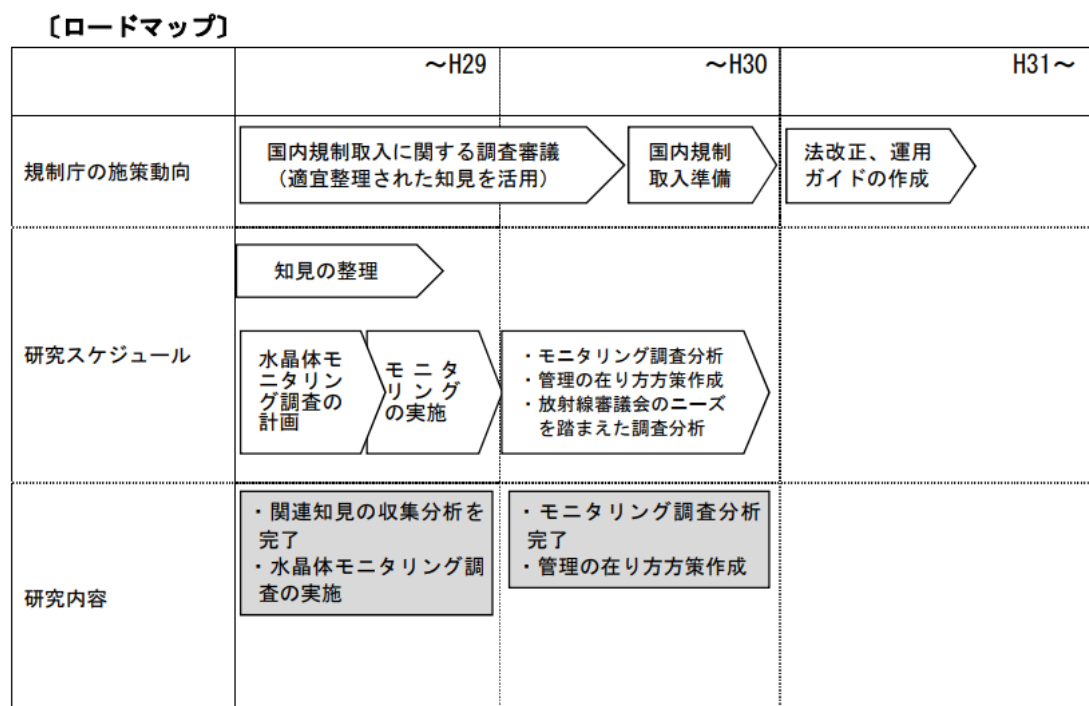 〔ロードマップ〕
～H29
～H30
H31～
規制庁の施策動向
国内規制取入に関する調査審議
（適宜整理された知見を活用）
国内規制
取入準備
法改正、運用
ガイドの作成
研究スケジュール
知見の整理
水晶体モ
ニタリン
グ調査の
計画
モニタ
リング
の実施
・モニタリング調査分析
・管理の在り方方策作成
・放射線審議会のニーズ
を踏まえた調査分析
研究内容
・関連知見の収集分析を
完了
・水晶体モニタリング調
査の実施
・モニタリング調査分析
完了
・管理の在り方方策作成